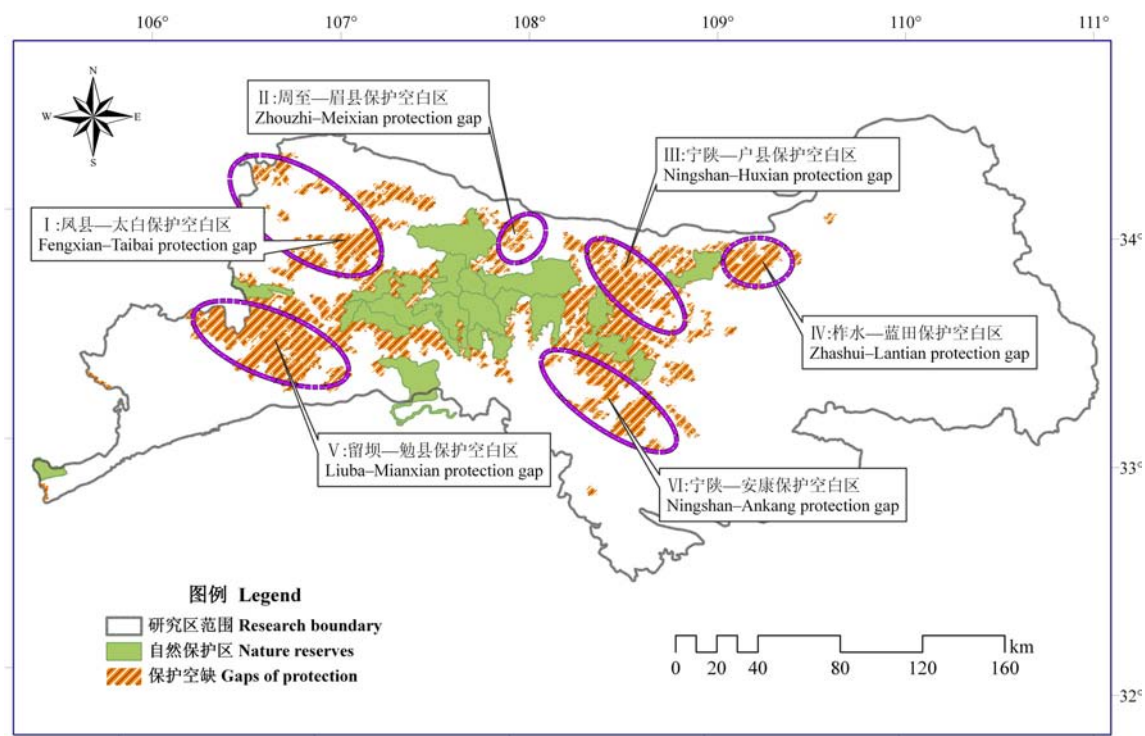 106°
107°
108°
109°
110°
111°
N
W
E
S
II:周至—眉县保护空白区
Zhouzhi–Meixian protection gap
III:宁陕—户县保护空白区
Ningshan–Huxian protection gap
I:凤县—太白保护空白区
Fengxian–Taibai protection gap
34°
IV:柞水—蓝田保护空白区
Zhashui–Lantian protection gap
V:留坝—勉县保护空白区
Liuba–Mianxian protection gap
33°
VI:宁陕—安康保护空白区
Ningshan–Ankang protection gap
图例 Legend
研究区范围 Research boundary
自然保护区 Nature reserves
保护空缺 Gaps of protection
km
0 20 40 80 120 160
32°